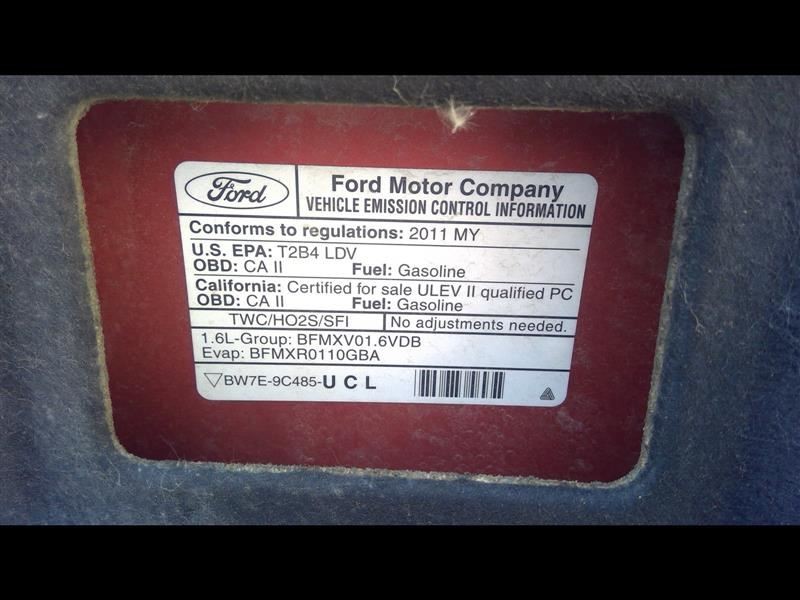 Ford
Ford Motor Company
VEHICLE EMISSION CONTROL INFORMATION
Conforms to regulations: 2011 MY
U.S. EPA: T2B4 LDV
OBD: CA II Fuel: Gasoline
California: Certified for sale ULEV II qualified PC
OBD: CA II Fuel: Gasoline
TWC/HO2S/SFI No adjustments needed.
1.6L-Group: BFMXV01.6VDB
Evap: BFMXR0110GBA
BW7E-9C485-U C L